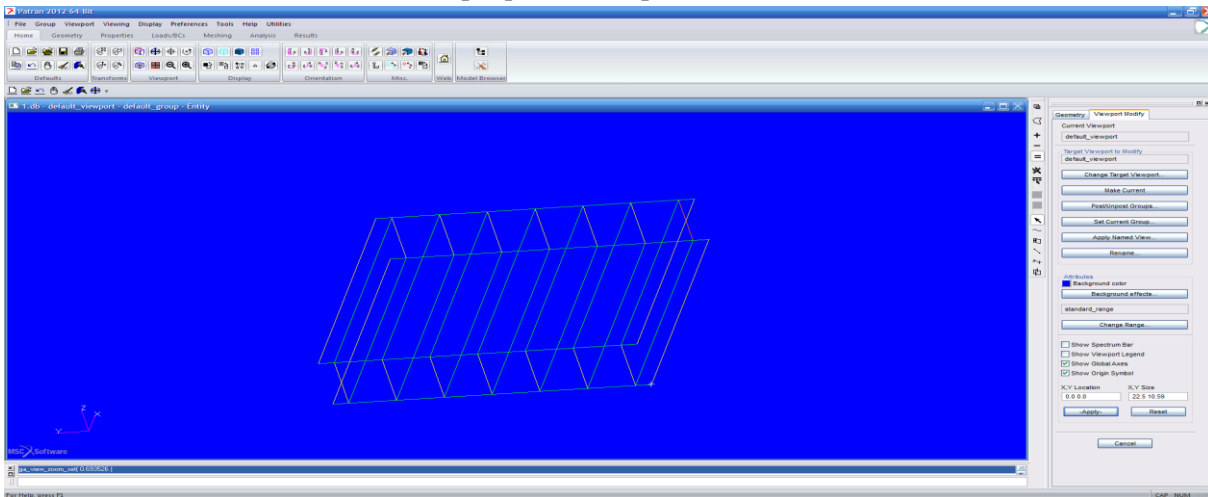 Patran 2012 64-Bit
File Group Viewport Viewing Display Preferences Tools Help Utilities
Home Geometry Properties Loads/BCs Meshing Analysis Results
Defaults Transforms Viewport Display Orientation Misc. Web Model Browser
1.db - default_viewport - default_group - Entity
Geometry Viewport Modify
Current Viewport
default_viewport
Target Viewport to Modify
default_viewport
Change Target Viewport...
Make Current
Post/Unpost Groups...
Set Current Group...
Apply Named View...
Rename...
Attributes
Background color
Background effects...
standard_range
Change Range...
Show Spectrum Bar
Show Viewport Legend
Show Global Axes
Show Origin Symbol
X,Y Location X,Y Size
0.0 0.0 22.5 10.59
-Apply- Reset
Cancel
Z
X
Y
MSC Software
ga_view_zoom_set( 0.683526 )
For Help, press F1 CAP NUM